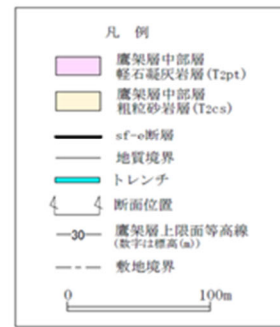 凡 例
鷹架層中部層
軽石凝灰岩層(T2pt)
鷹架層中部層
粗粒砂岩層(T2cs)
sf-e断層
地質境界
トレンチ
断面位置
30 鷹架層上限面等高線
(数字は標高(m))
敷地境界
0 100m